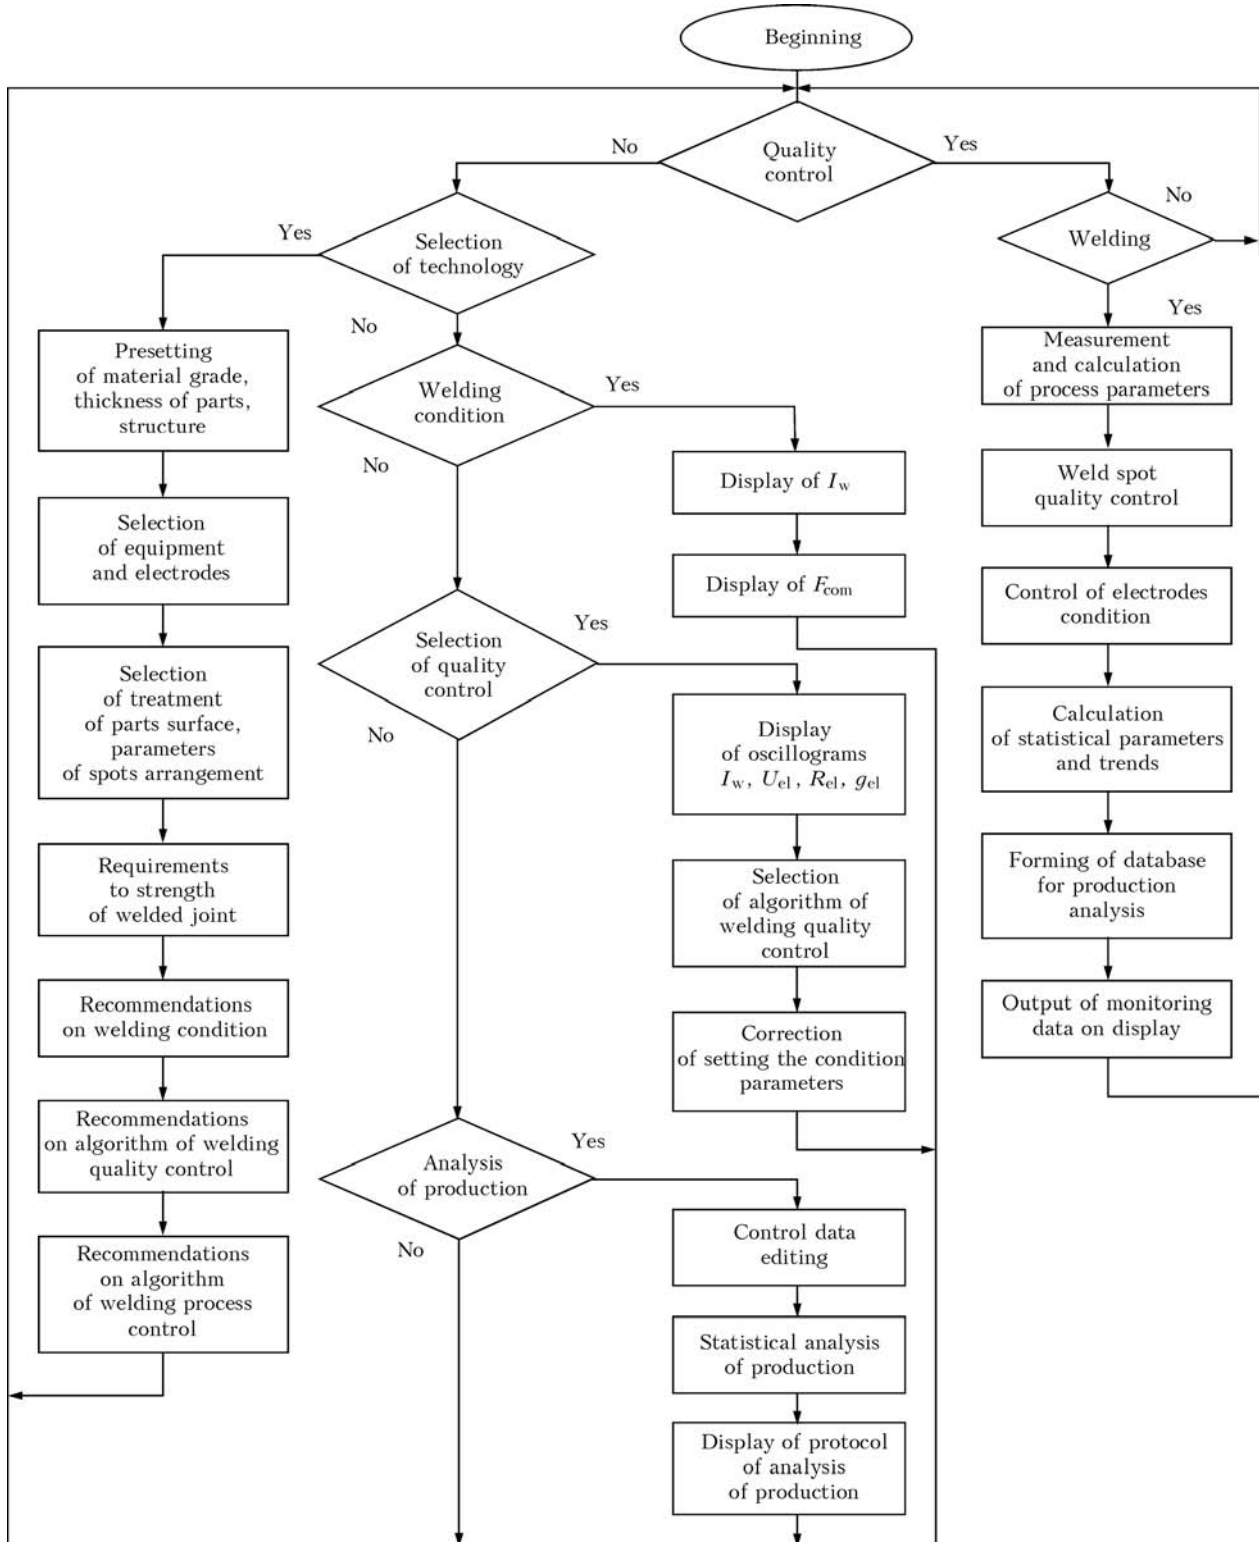 Beginning
Quality
control
No
Yes
Selection
of technology
Yes
No
Welding
No
Yes
Presetting
of material grade,
thickness of parts,
structure
Selection
of equipment
and electrodes
Selection
of treatment
of parts surface,
parameters
of spots arrangement
Requirements
to strength
of welded joint
Recommendations
on welding condition
Recommendations
on algorithm of welding
quality control
Recommendations
on algorithm
of welding process
control
Welding
condition
Yes
No
Display of I_w
Display of F_com
Selection
of quality
control
Yes
No
Display
of oscillograms
I_w, U_el, R_el, g_el
Selection
of algorithm of
welding quality
control
Correction
of setting the condition
parameters
Analysis
of production
Yes
No
Control data
editing
Statistical analysis
of production
Display of protocol
of analysis
of production
Measurement
and calculation
of process parameters
Weld spot
quality control
Control of electrodes
condition
Calculation
of statistical parameters
and trends
Forming of database
for production
analysis
Output of monitoring
data on display